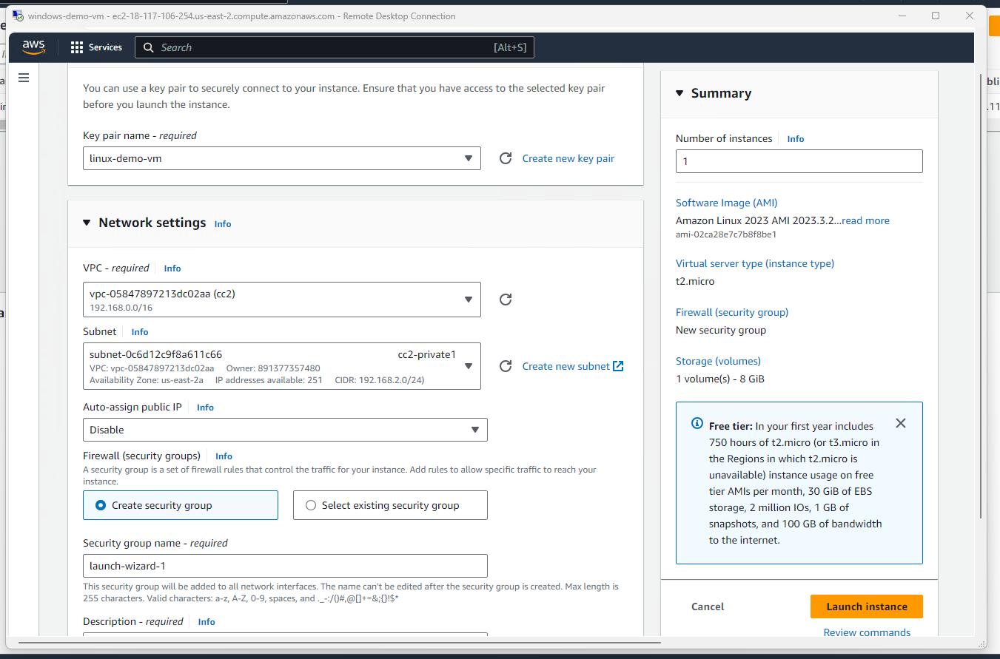 windows-demo-vm - ec2-18-117-106-254.us-east-2.compute.amazonaws.com - Remote Desktop Connection
aws
Services
Search
[Alt+S]
You can use a key pair to securely connect to your instance. Ensure that you have access to the selected key pair
before you launch the instance.
Key pair name - required
linux-demo-vm
Create new key pair
Network settings Info
VPC - required Info
vpc-05847897213dc02aa (cc2)
192.168.0.0/16
Subnet Info
subnet-0c6d12c9f8a611c66 cc2-private1
VPC: vpc-05847897213dc02aa Owner: 891377357480
Availability Zone: us-east-2a IP addresses available: 251 CIDR: 192.168.2.0/24)
Create new subnet
Auto-assign public IP Info
Disable
Firewall (security groups) Info
A security group is a set of firewall rules that control the traffic for your instance. Add rules to allow specific traffic to reach your
instance.
Create security group
Select existing security group
Security group name - required
launch-wizard-1
This security group will be added to all network interfaces. The name can't be edited after the security group is created. Max length is
255 characters. Valid characters: a-z, A-Z, 0-9, spaces, and ._-:/()#,@[]+=&;{}!$*
Description - required Info
Summary
Number of instances Info
1
Software Image (AMI)
Amazon Linux 2023 AMI 2023.3.2...read more
ami-02ca28e7c7b8f8be1
Virtual server type (instance type)
t2.micro
Firewall (security group)
New security group
Storage (volumes)
1 volume(s) - 8 GiB
Free tier: In your first year includes
750 hours of t2.micro (or t3.micro in
the Regions in which t2.micro is
unavailable) instance usage on free
tier AMIs per month, 30 GiB of EBS
storage, 2 million IOs, 1 GB of
snapshots, and 100 GB of bandwidth
to the internet.
Cancel
Launch instance
Review commands